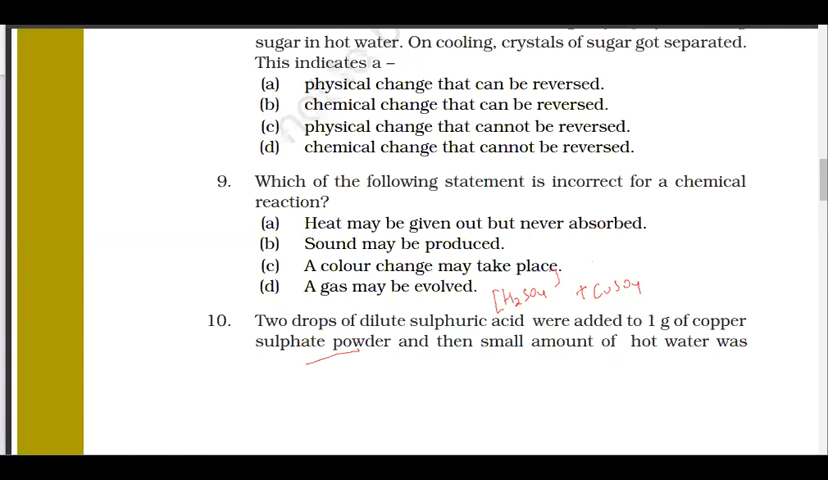 sugar in hot water. On cooling, crystals of sugar got separated.
This indicates a –
(a) physical change that can be reversed.
(b) chemical change that can be reversed.
(c) physical change that cannot be reversed.
(d) chemical change that cannot be reversed.
9. Which of the following statement is incorrect for a chemical
reaction?
(a) Heat may be given out but never absorbed.
(b) Sound may be produced.
(c) A colour change may take place.
(d) A gas may be evolved.
[H2SO4] + CuSO4
10. Two drops of dilute sulphuric acid were added to 1 g of copper
sulphate powder and then small amount of hot water was